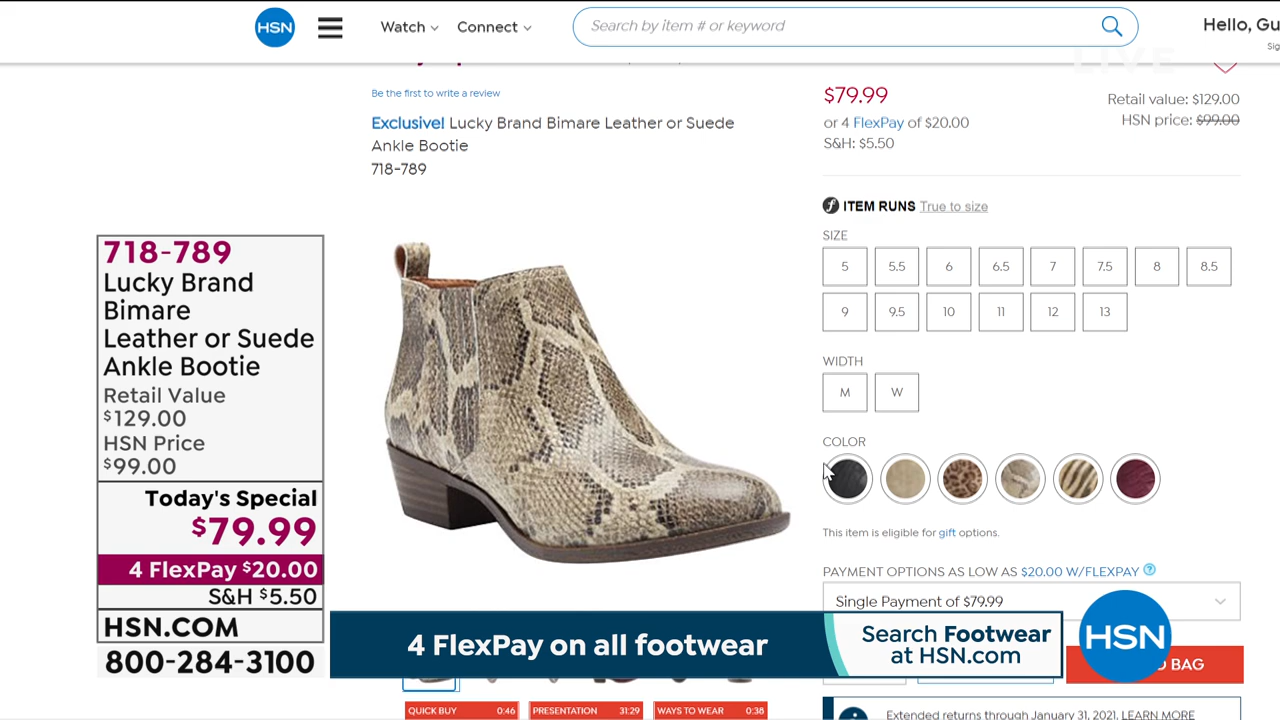 HSN
Watch
Connect
Search by item # or keyword
Hello, Gu
Sig
LIVE
Be the first to write a review
Exclusive! Lucky Brand Bimare Leather or Suede
Ankle Bootie
718-789
$79.99
or 4 FlexPay of $20.00
S&H: $5.50
Retail value: $129.00
HSN price: $99.00
ITEM RUNS True to size
SIZE
5 5.5 6 6.5 7 7.5 8 8.5
9 9.5 10 11 12 13
WIDTH
M W
COLOR
This item is eligible for gift options.
PAYMENT OPTIONS AS LOW AS $20.00 W/FLEXPAY ?
Single Payment of $79.99
718-789
Lucky Brand
Bimare
Leather or Suede
Ankle Bootie
Retail Value
$129.00
HSN Price
$99.00
Today's Special
$79.99
4 FlexPay $20.00
S&H $5.50
HSN.COM
800-284-3100
4 FlexPay on all footwear
Search Footwear
at HSN.com
HSN
BAG
QUICK BUY 0:46
PRESENTATION 31:29
WAYS TO WEAR 0:38
Extended returns through January 31, 2021. LEARN MORE